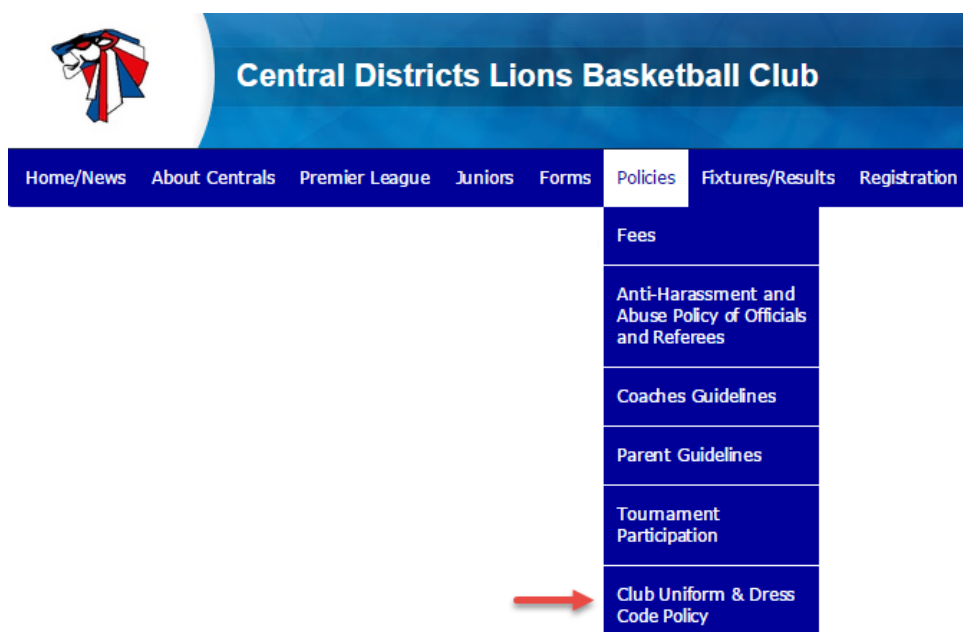 Central Districts Lions Basketball Club
Home/News About Centrals Premier League Juniors Forms Policies Fixtures/Results Registration
Fees
Anti-Harassment and
Abuse Policy of Officials
and Referees
Coaches Guidelines
Parent Guidelines
Tournament
Participation
Club Uniform & Dress
Code Policy